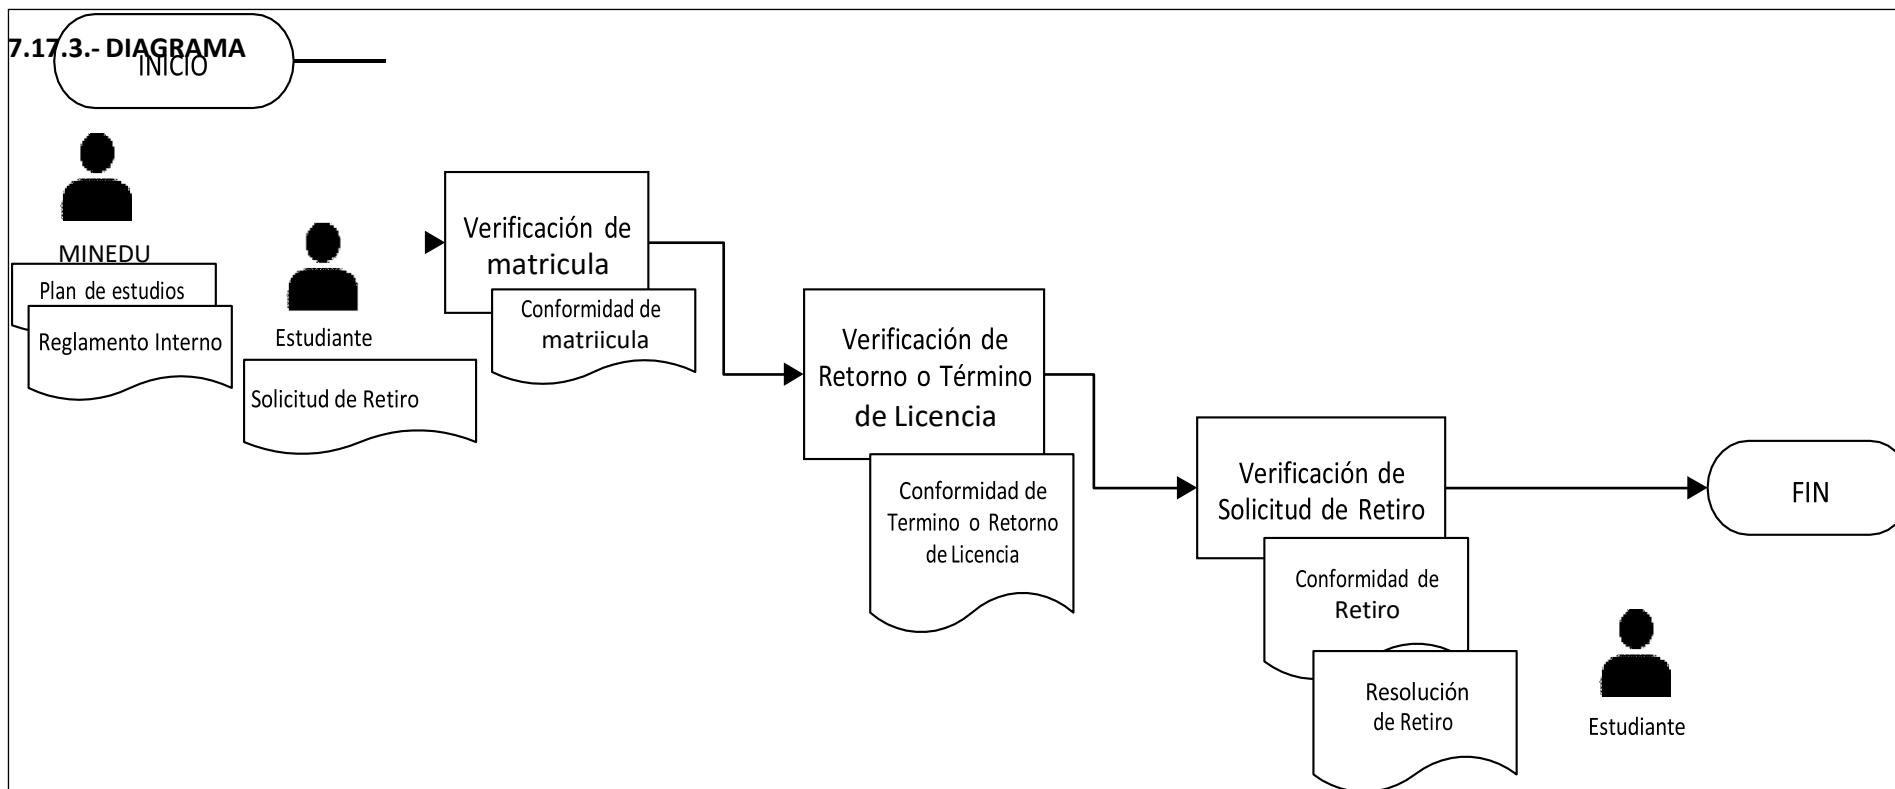 7.17.3.- DIAGRAMA
INICIO
MINEDU
Plan de estudios
Reglamento Interno
Estudiante
Solicitud de Retiro
Verificación de
matricula
Conformidad de
matriicula
Verificación de
Retorno o Término
de Licencia
Conformidad de
Termino o Retorno
de Licencia
Verificación de
Solicitud de Retiro
Conformidad de
Retiro
Resolución
de Retiro
Estudiante
FIN